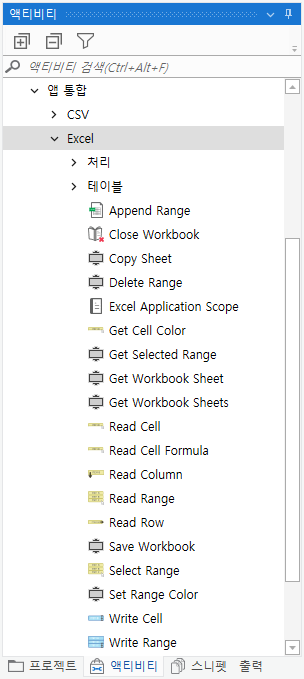 액티비티
액티비티 검색(Ctrl+Alt+F)
앱 통합
CSV
Excel
처리
테이블
Append Range
Close Workbook
Copy Sheet
Delete Range
Excel Application Scope
Get Cell Color
Get Selected Range
Get Workbook Sheet
Get Workbook Sheets
Read Cell
Read Cell Formula
Read Column
Read Range
Read Row
Save Workbook
Select Range
Set Range Color
Write Cell
Write Range
프로젝트 액티비티 스니펫 출력